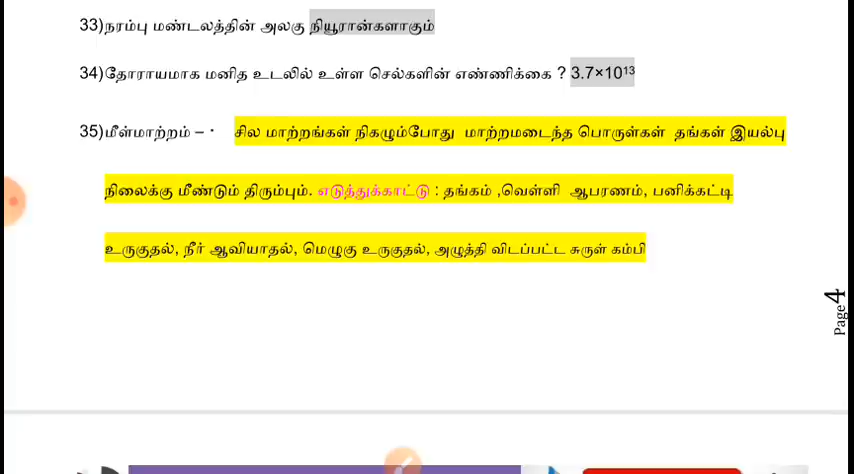 33)நரம்பு மண்டலத்தின் அலகு நியூரான்களாகும்
34)தோராயமாக மனித உடலில் உள்ள செல்களின் எண்ணிக்கை ? 3.7×10¹³
35)மீள்மாற்றம் – · சில மாற்றங்கள் நிகழும்போது மாற்றமடைந்த பொருள்கள் தங்கள் இயல்பு
நிலைக்கு மீண்டும் திரும்பும். எடுத்துக்காட்டு : தங்கம் ,வெள்ளி ஆபரணம், பனிக்கட்டி
உருகுதல், நீர் ஆவியாதல், மெழுகு உருகுதல், அழுத்தி விடப்பட்ட சுருள் கம்பி
Page4